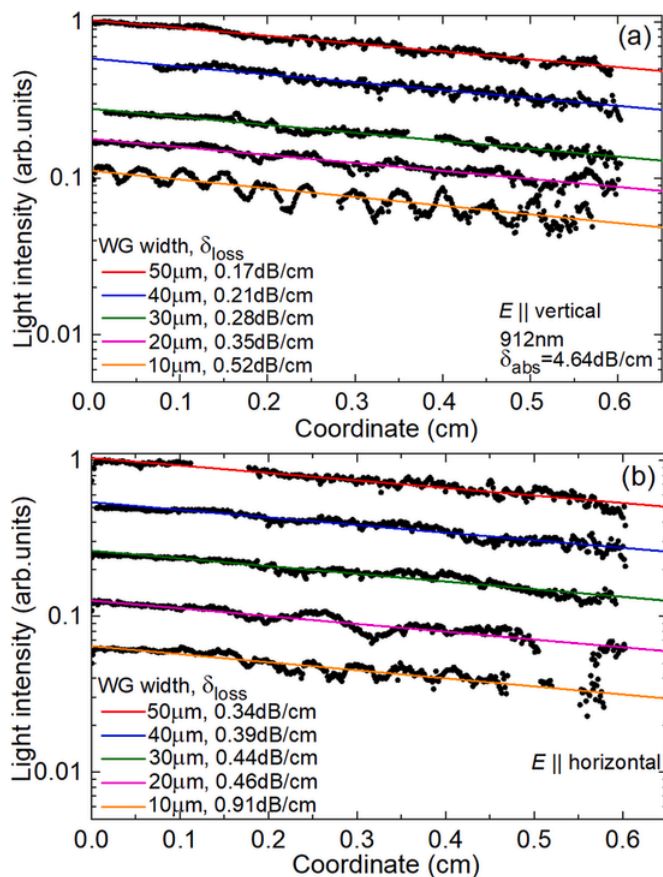 1
(a)
Light intensity (arb.units)
0.1
WG width, δloss
50μm, 0.17dB/cm
40μm, 0.21dB/cm
30μm, 0.28dB/cm
20μm, 0.35dB/cm
10μm, 0.52dB/cm
E || vertical
912nm
δabs=4.64dB/cm
0.01
0.0 0.1 0.2 0.3 0.4 0.5 0.6
Coordinate (cm)
1
(b)
Light intensity (arb.units)
0.1
WG width, δloss
50μm, 0.34dB/cm
40μm, 0.39dB/cm
30μm, 0.44dB/cm
20μm, 0.46dB/cm
10μm, 0.91dB/cm
E || horizontal
0.01
0.0 0.1 0.2 0.3 0.4 0.5 0.6
Coordinate (cm)